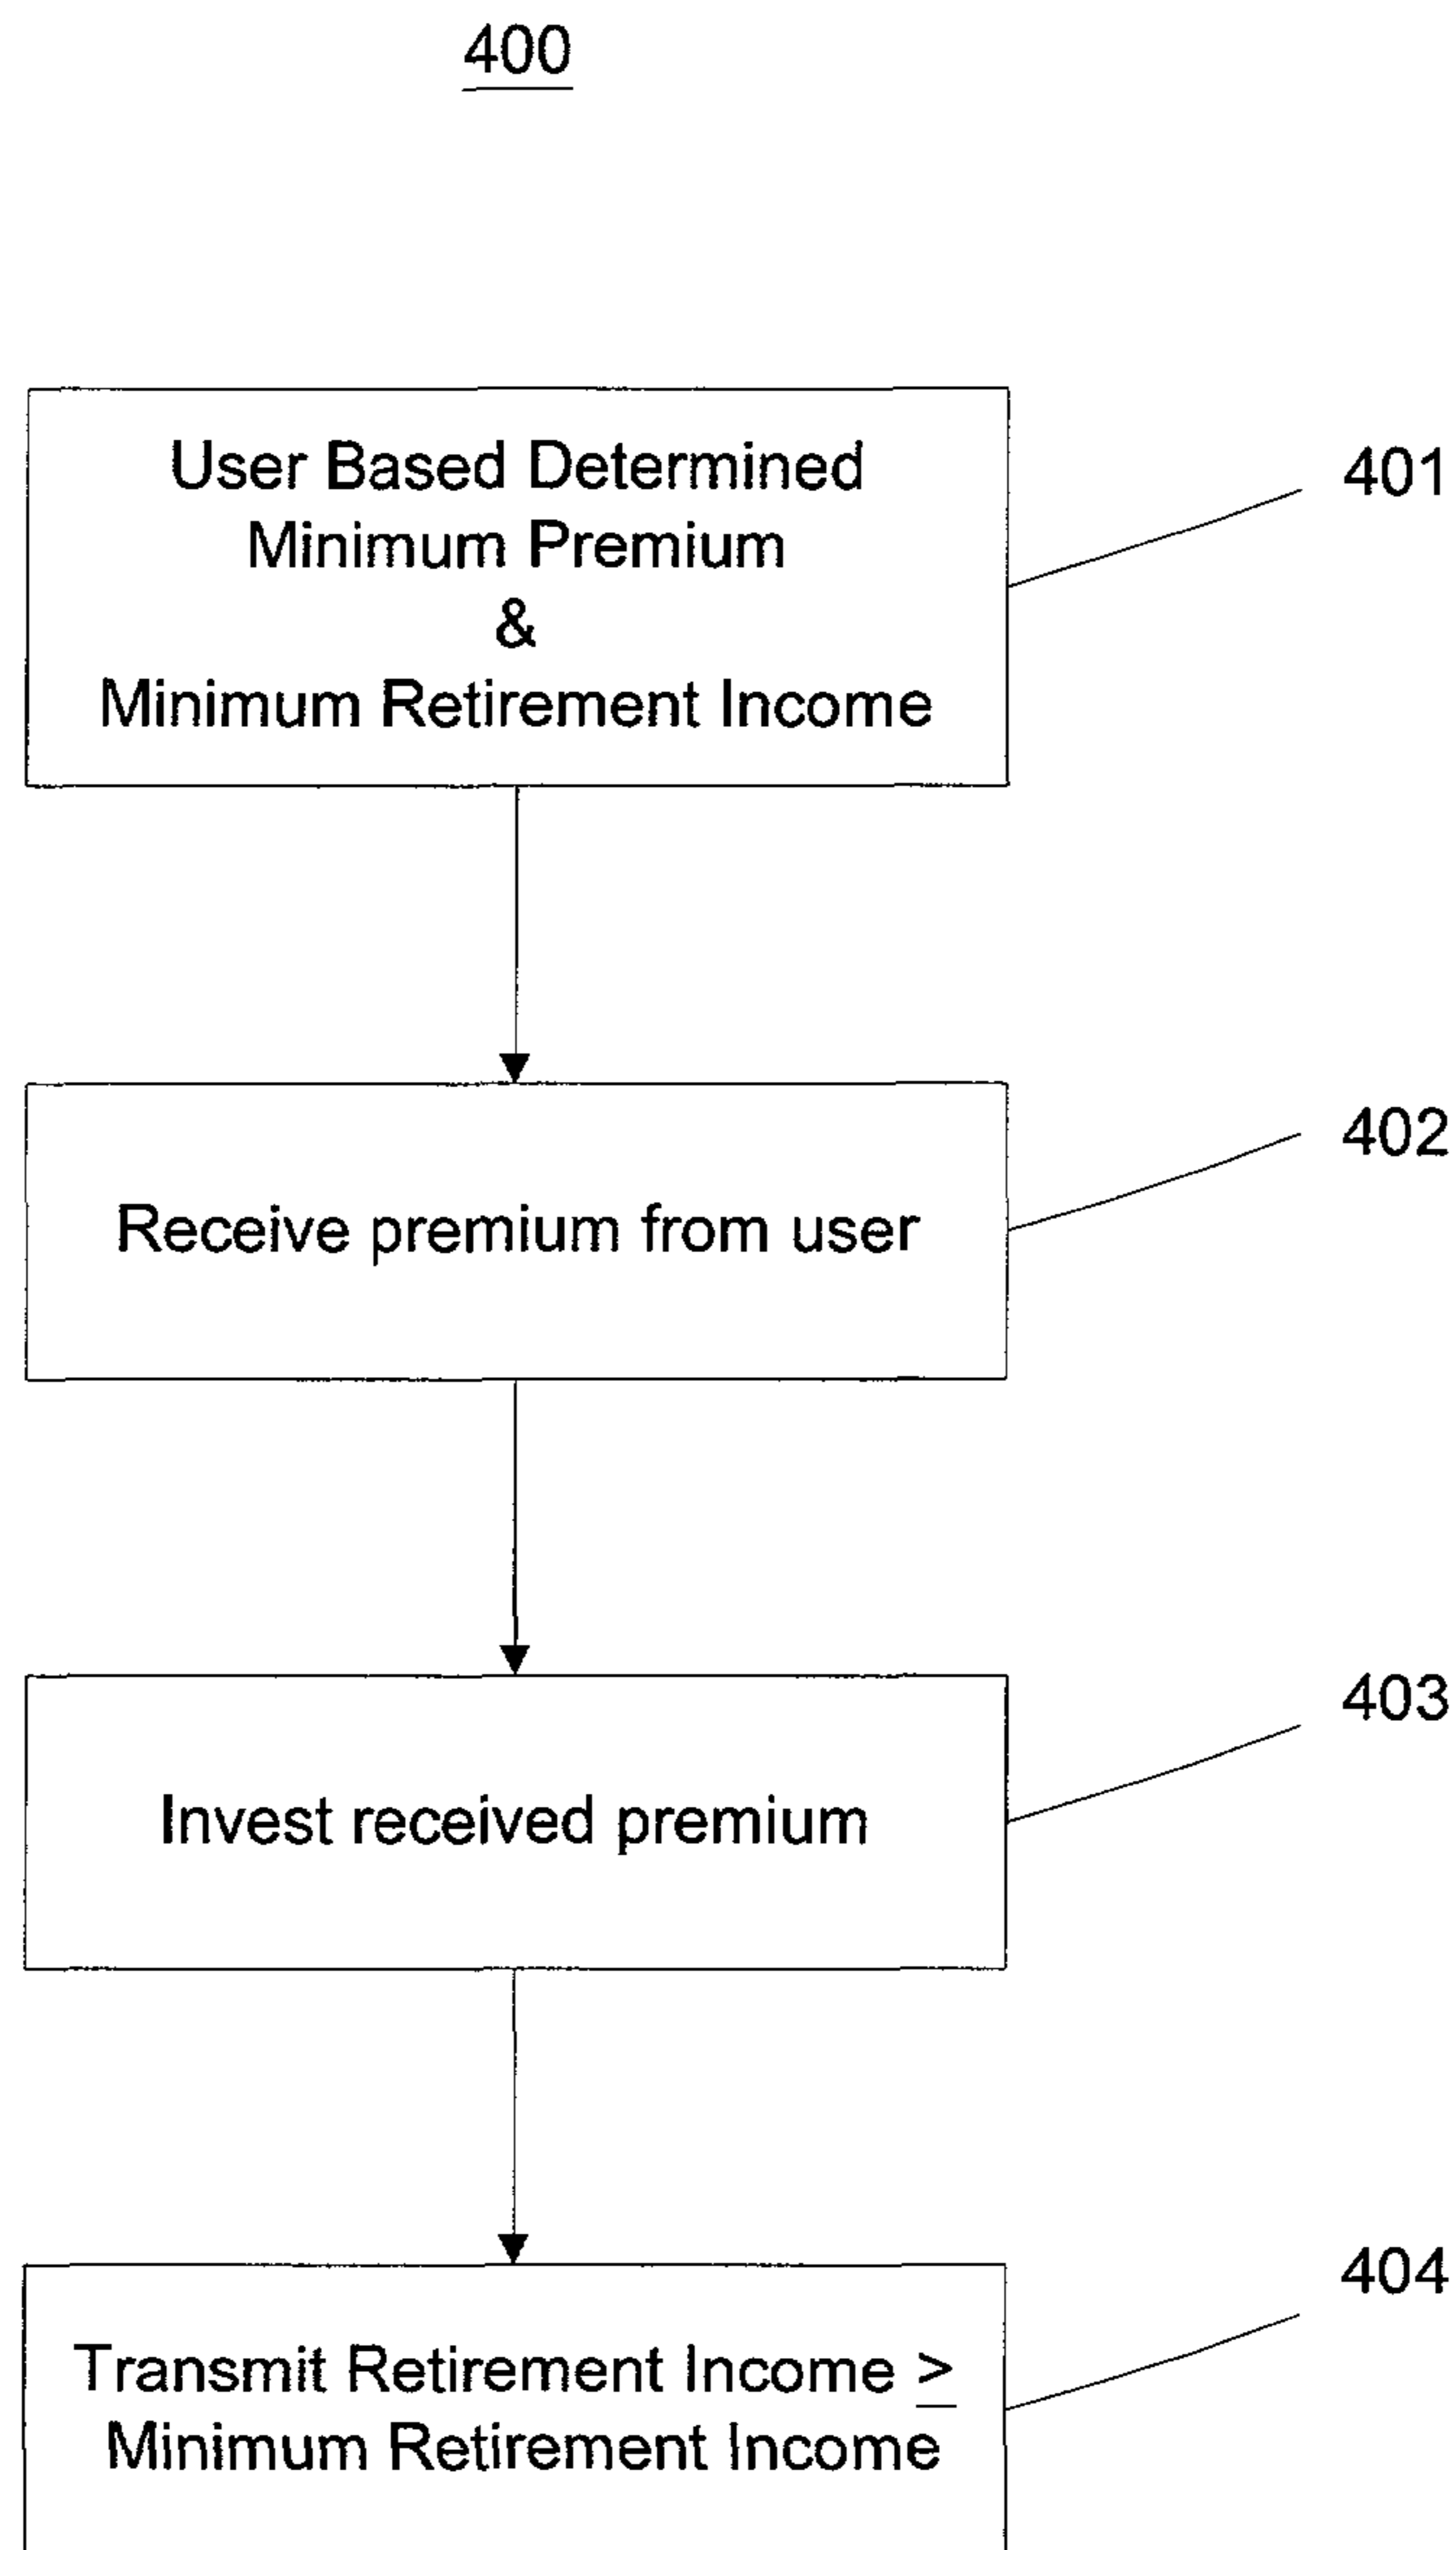 400
User Based Determined
Minimum Premium
&
Minimum Retirement Income
401
Receive premium from user
402
Invest received premium
403
Transmit Retirement Income ≥
Minimum Retirement Income
404